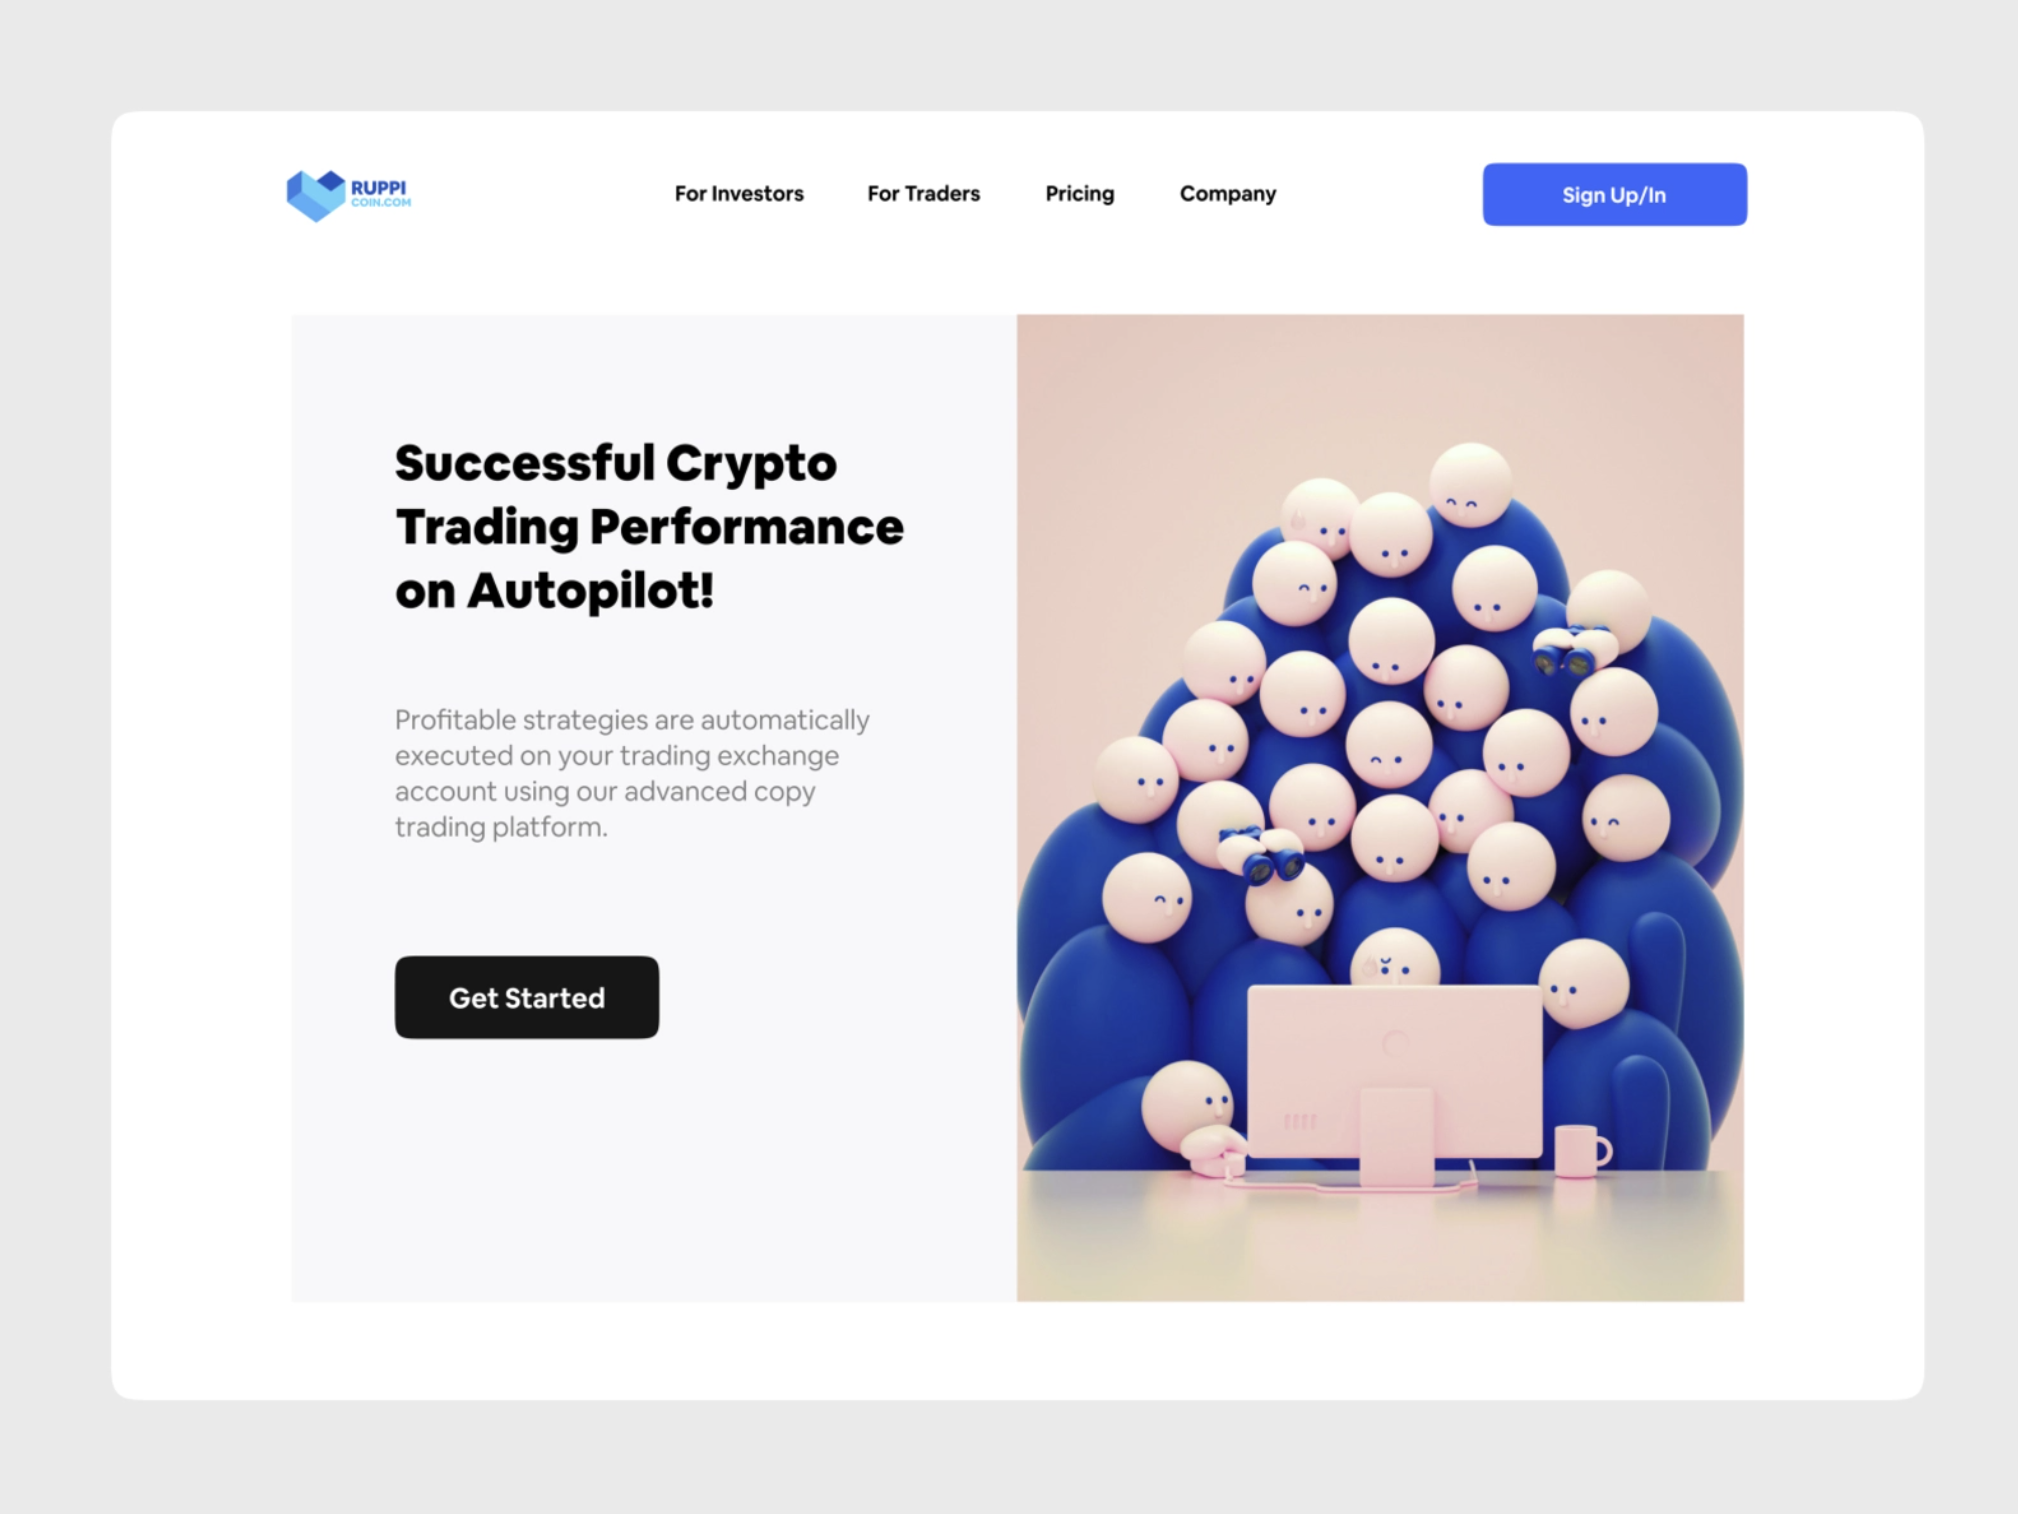 RUPPI
COIN.COM
For Investors
For Traders
Pricing
Company
Sign Up/In
Successful Crypto
Trading Performance
on Autopilot!
Profitable strategies are automatically
executed on your trading exchange
account using our advanced copy
trading platform.
Get Started